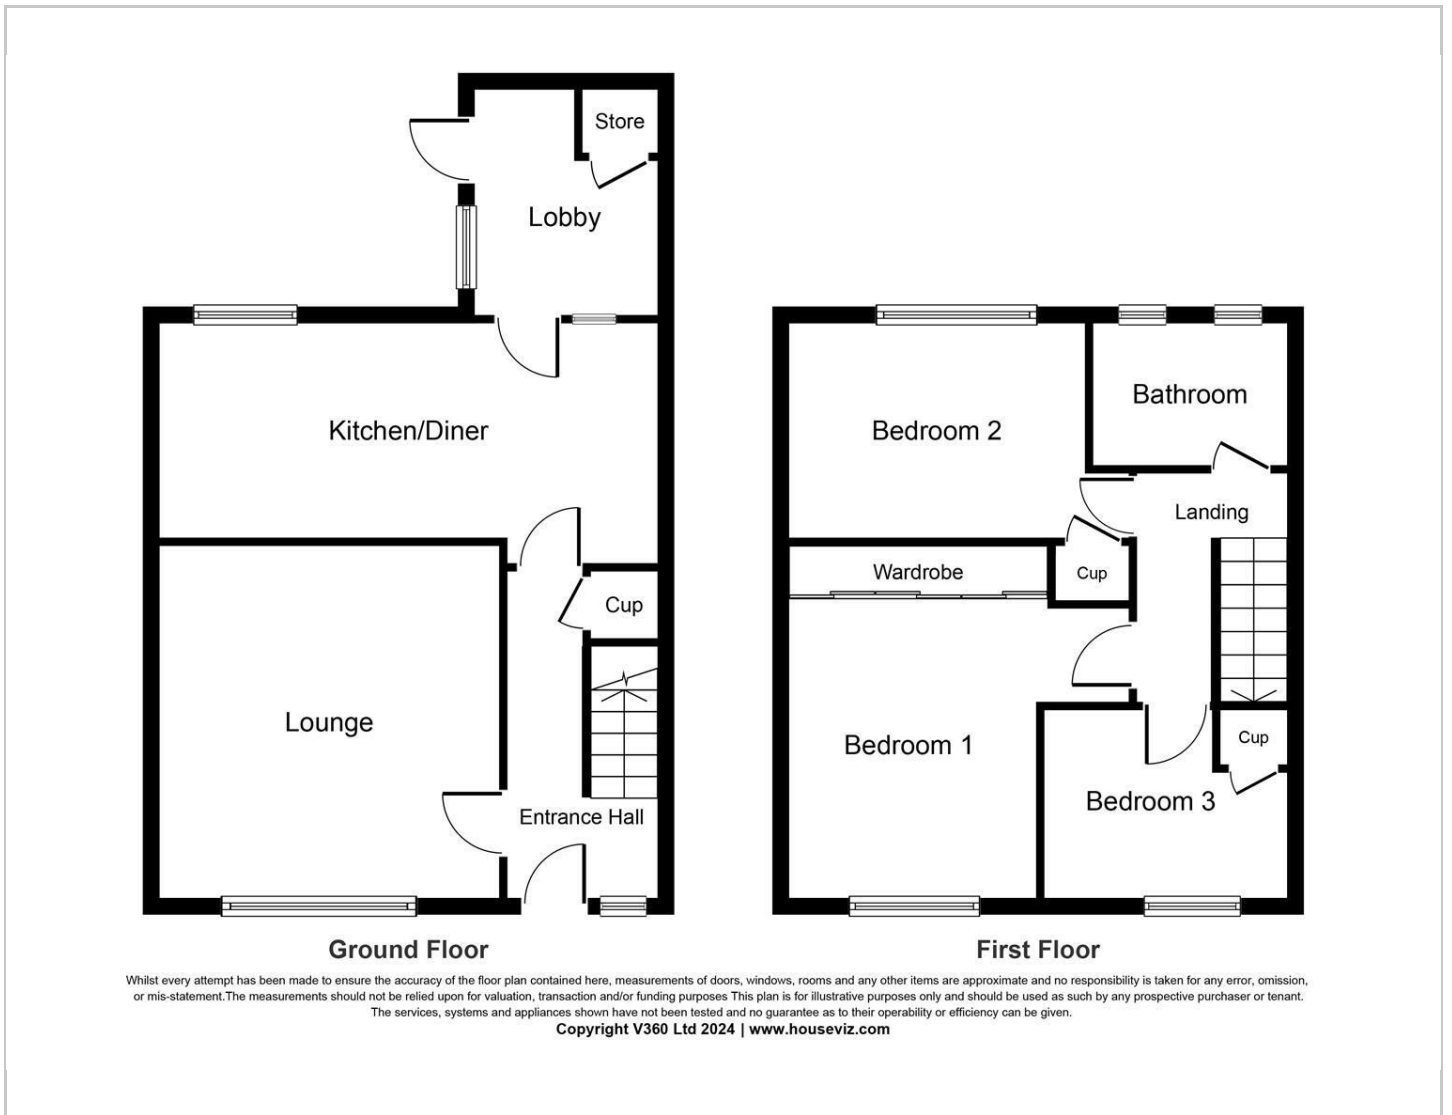 Store
Lobby
Kitchen/Diner
Cup
Lounge
Entrance Hall
Ground Floor
Bathroom
Bedroom 2
Landing
Wardrobe
Cup
Bedroom 1
Cup
Bedroom 3
First Floor
Whilst every attempt has been made to ensure the accuracy of the floor plan contained here, measurements of doors, windows, rooms and any other items are approximate and no responsibility is taken for any error, omission,
or mis-statement.The measurements should not be relied upon for valuation, transaction and/or funding purposes This plan is for illustrative purposes only and should be used as such by any prospective purchaser or tenant.
The services, systems and appliances shown have not been tested and no guarantee as to their operability or efficiency can be given.
Copyright V360 Ltd 2024 | www.houseviz.com